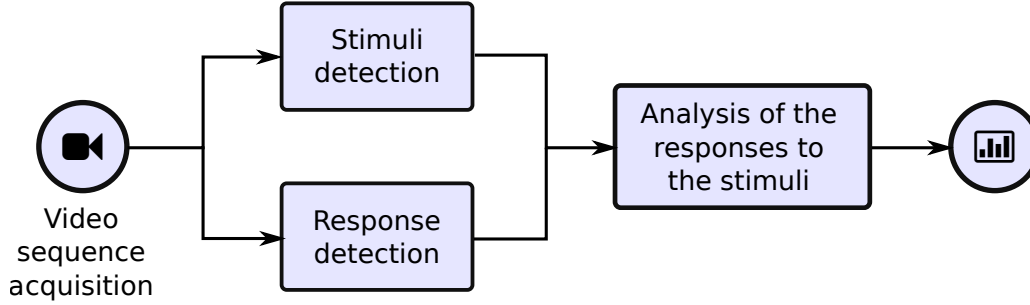 Stimuli
detection
Video
sequence
acquisition
Response
detection
Analysis of the
responses to
the stimuli